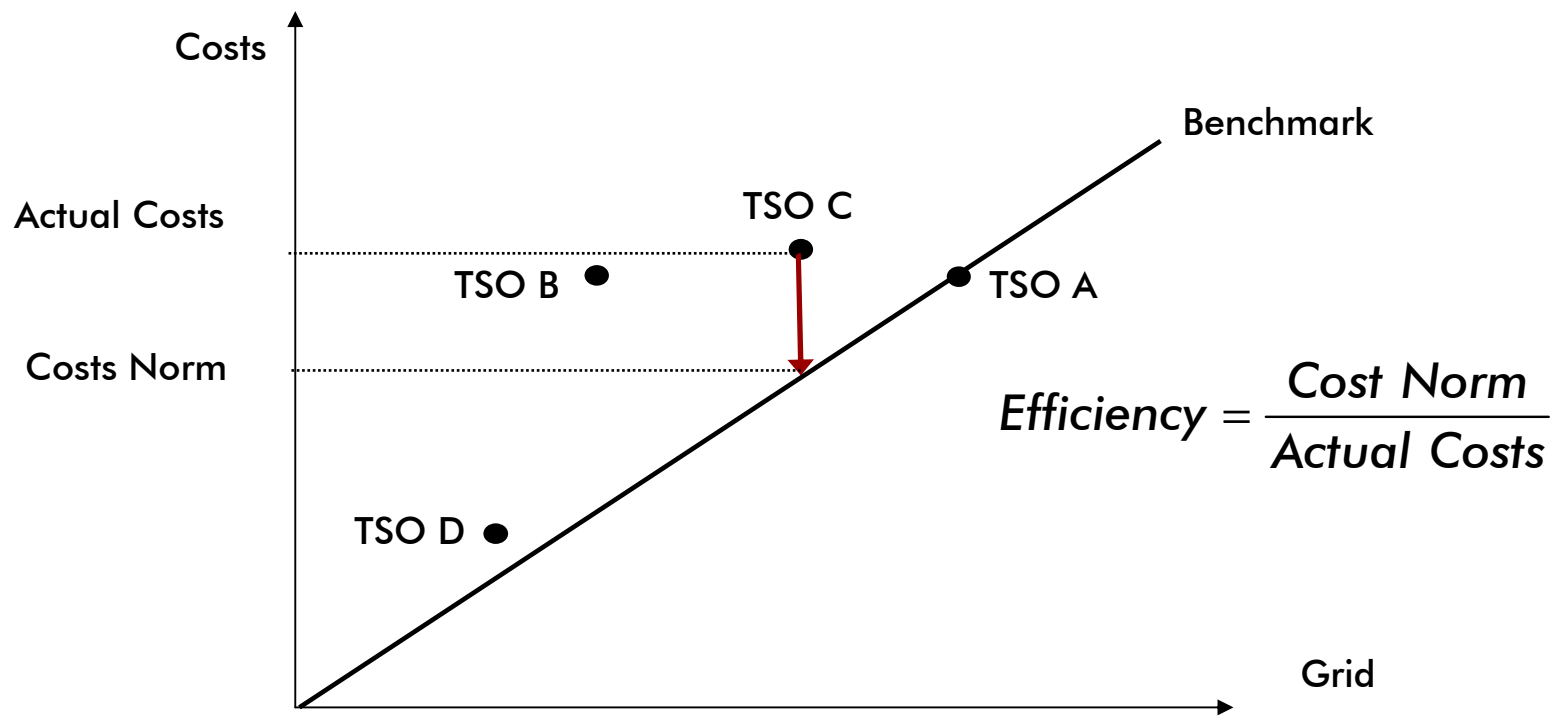 Costs
Benchmark
Actual Costs
TSO C
TSO B
TSO A
Costs Norm
Efficiency = Cost Norm / Actual Costs
TSO D
Grid